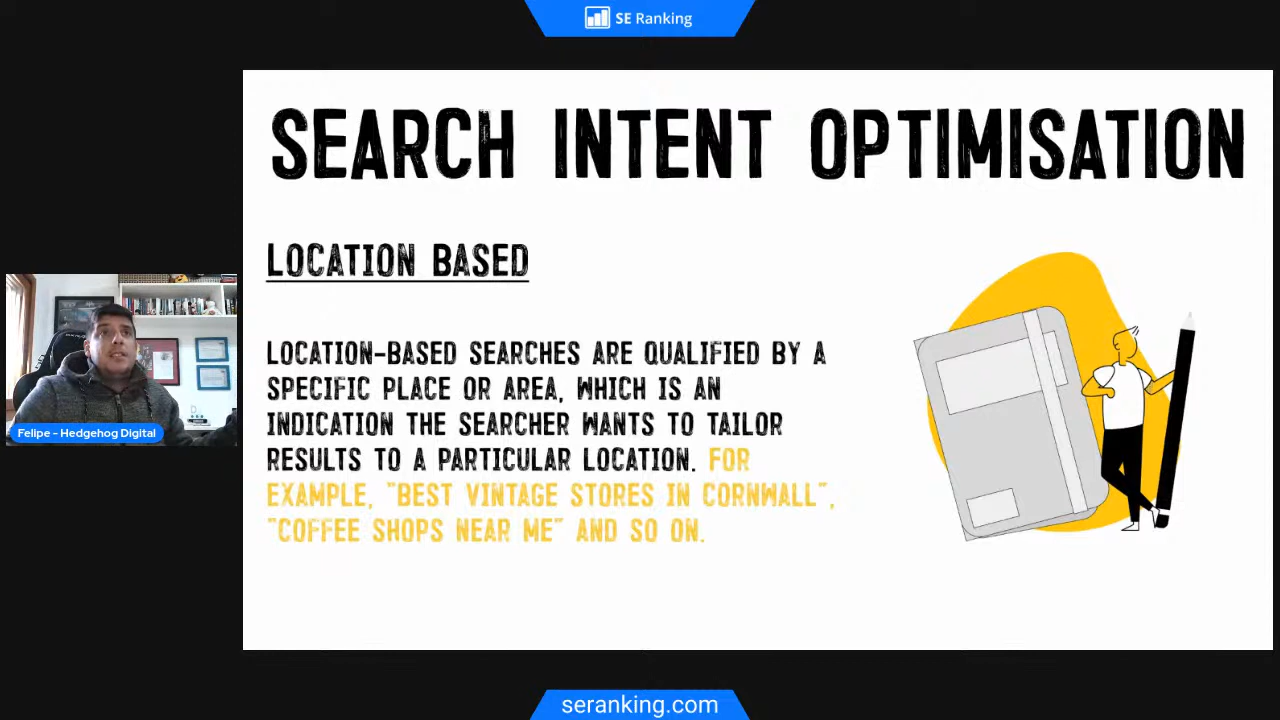 SE Ranking
SEARCH INTENT OPTIMISATION
LOCATION BASED
LOCATION-BASED SEARCHES ARE QUALIFIED BY A
SPECIFIC PLACE OR AREA, WHICH IS AN
INDICATION THE SEARCHER WANTS TO TAILOR
RESULTS TO A PARTICULAR LOCATION. FOR
EXAMPLE, "BEST VINTAGE STORES IN CORNWALL",
"COFFEE SHOPS NEAR ME" AND SO ON.
Felipe - Hedgehog Digital
seranking.com